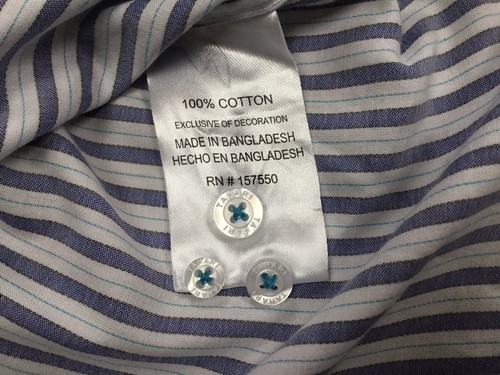 100% COTTON
EXCLUSIVE OF DECORATION
MADE IN BANGLADESH
HECHO EN BANGLADESH
RN # 157550